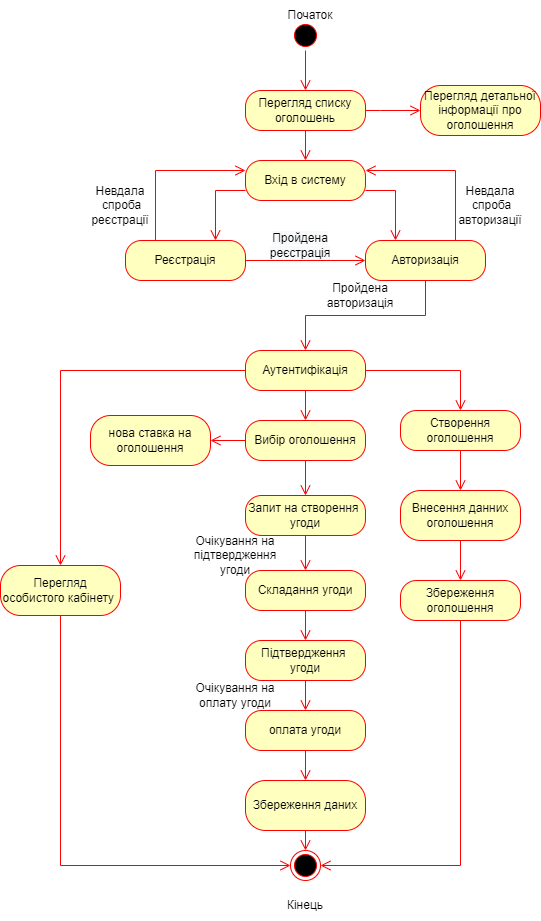 Початок
Перегляд списку
оголошень
Перегляд детальної
інформації про
оголошення
Вхід в систему
Невдала
спроба
реєстрації
Невдала
спроба
авторизації
Реєстрація
Пройдена
реєстрація
Авторизація
Пройдена
авторизація
Аутентифікація
нова ставка на
оголошення
Вибір оголошення
Створення
оголошення
Запит на створення
угоди
Внесення данних
оголошення
Очікування на
підтвердження
угоди
Перегляд
особистого кабінету
Складання угоди
Збереження
оголошення
Підтвердження
угоди
Очікування на
оплату угоди
оплата угоди
Збереження даних
Кінець